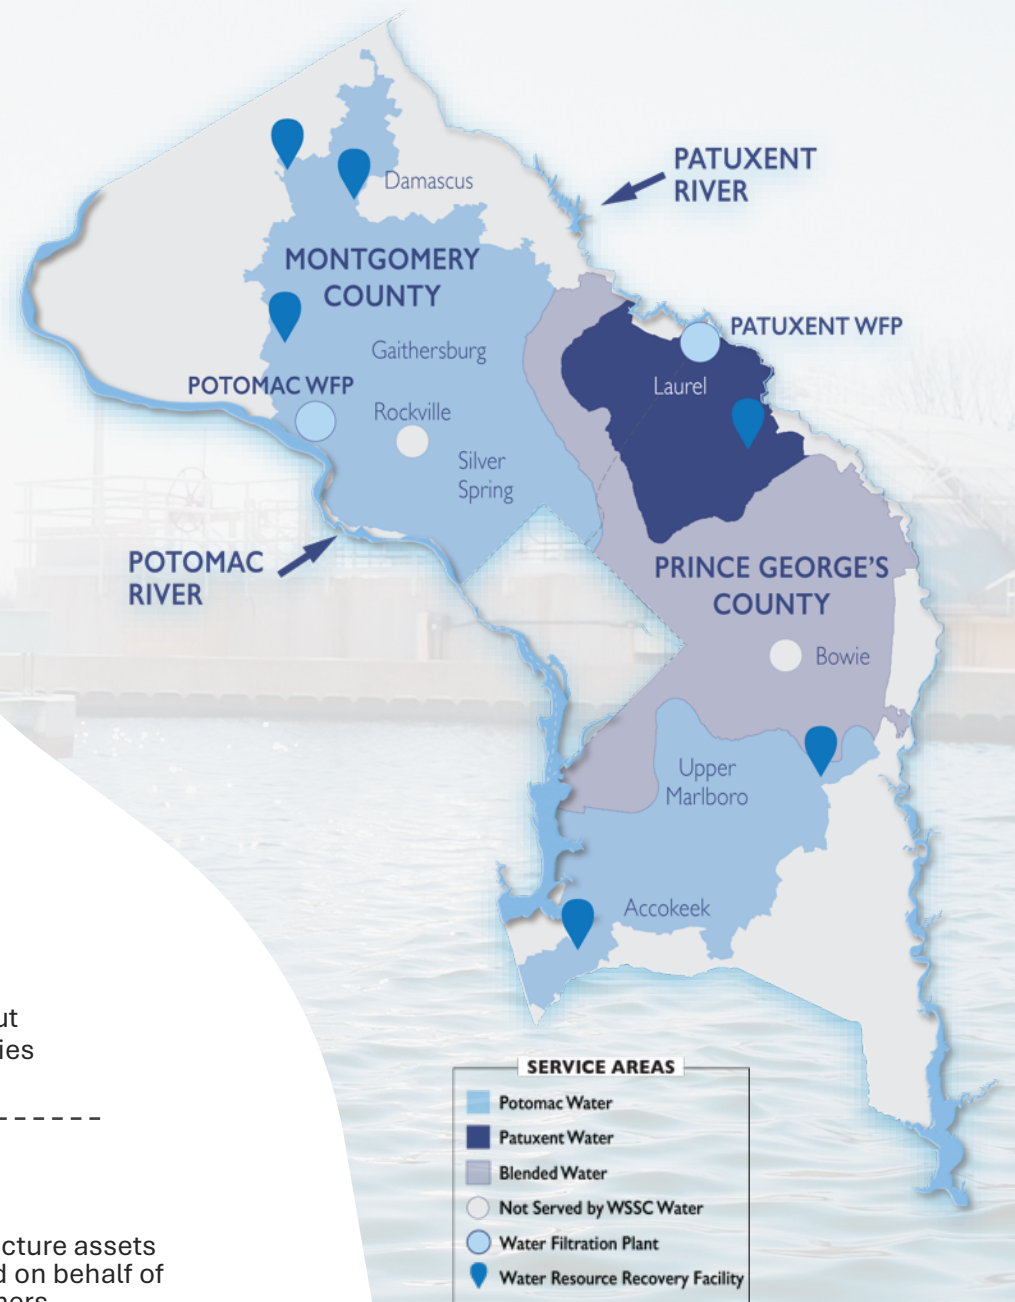 PATUXENT
RIVER
Damascus
MONTGOMERY
COUNTY
PATUXENT WFP
Gaithersburg
POTOMAC WFP
Laurel
Rockville
Silver
Spring
POTOMAC
RIVER
PRINCE GEORGE'S
COUNTY
Bowie
Upper
Marlboro
Accokeek
ut
ies
------
cture assets
d on behalf of
SERVICE AREAS
Potomac Water
Patuxent Water
Blended Water
Not Served by WSSC Water
Water Filtration Plant
Water Resource Recovery Facility